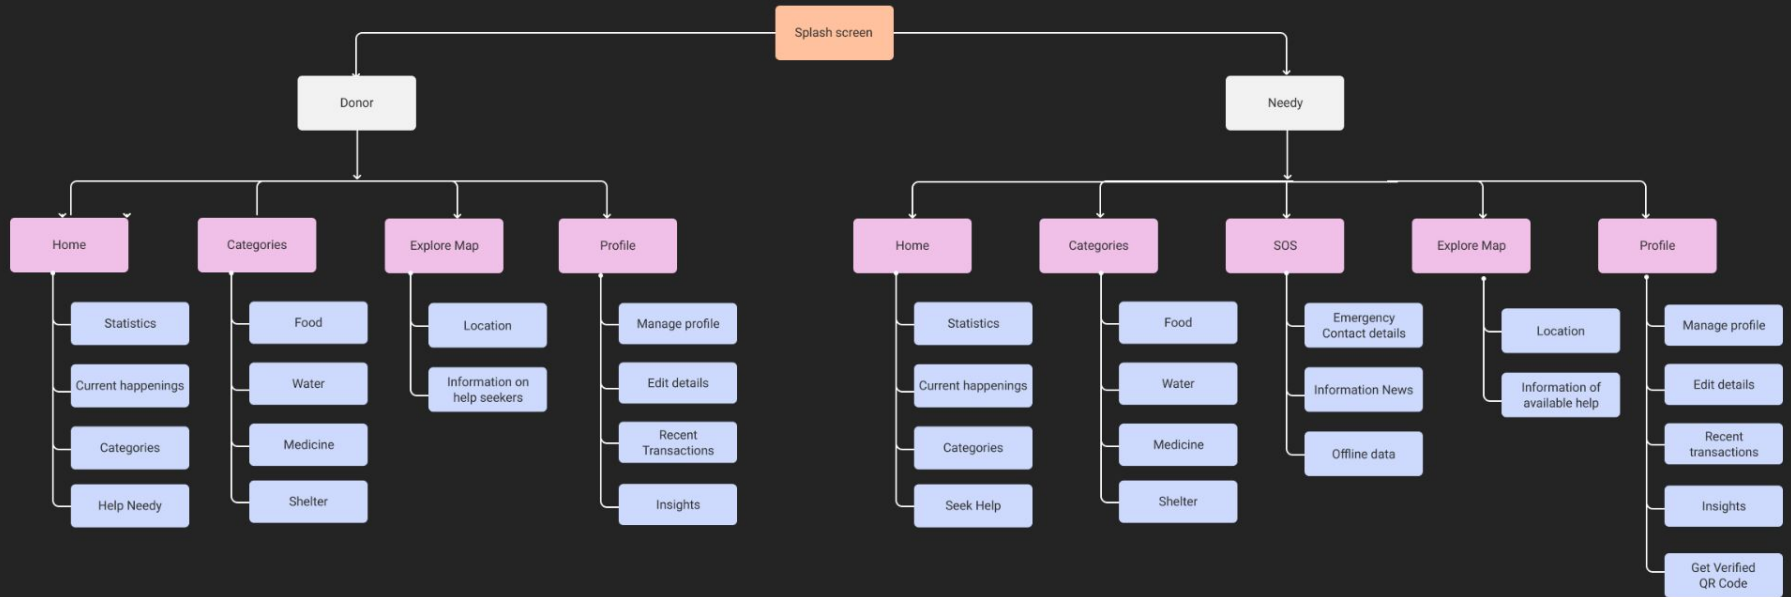 Splash screen
Donor
Needy
Home
Categories
Explore Map
Profile
Home
Categories
SOS
Explore Map
Profile
Statistics
Current happenings
Categories
Help Needy
Food
Water
Medicine
Shelter
Location
Information on
help seekers
Manage profile
Edit details
Recent
Transactions
Insights
Statistics
Current happenings
Categories
Seek Help
Food
Water
Medicine
Shelter
Emergency
Contact details
Information News
Offline data
Location
Information of
available help
Manage profile
Edit details
Recent
transactions
Insights
Get Verified
QR Code